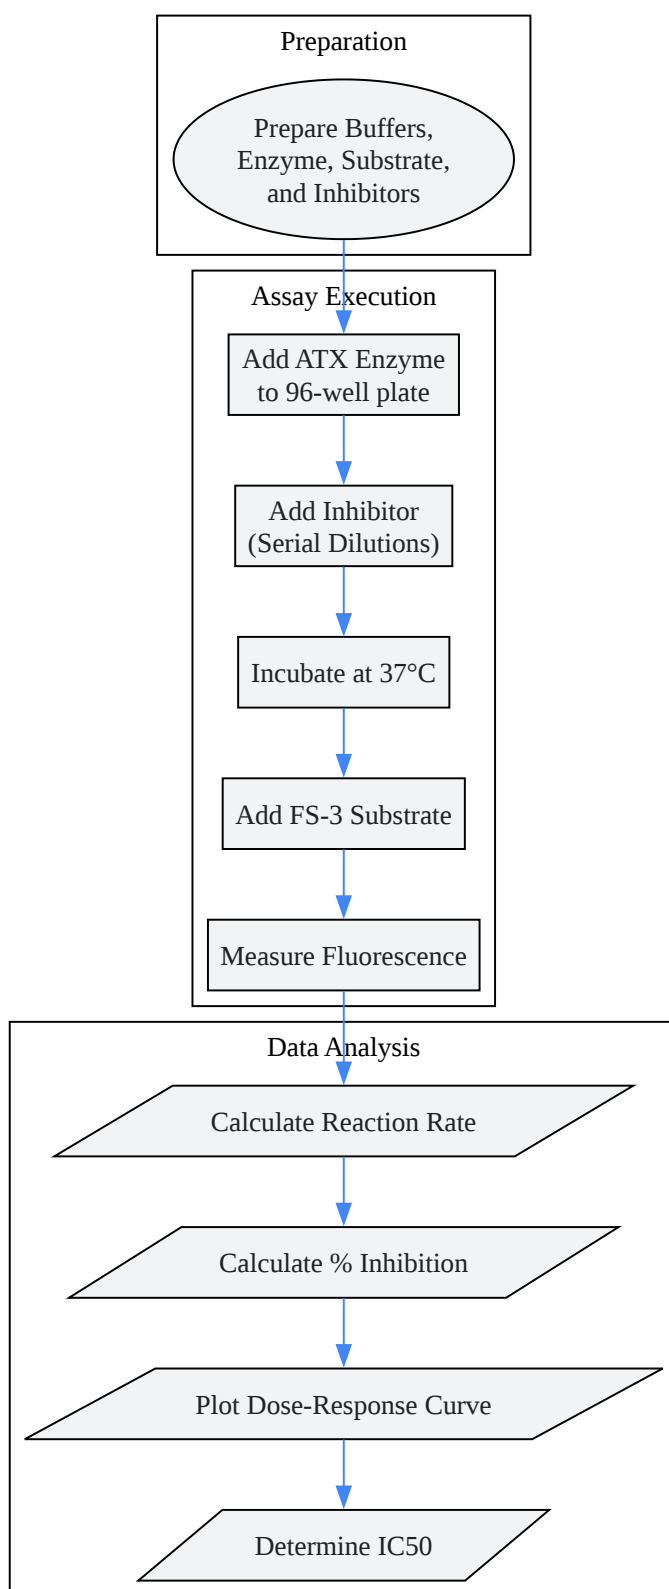 Preparation
Prepare Buffers,
Enzyme, Substrate,
and Inhibitors
Assay Execution
Add ATX Enzyme
to 96-well plate
Add Inhibitor
(Serial Dilutions)
Incubate at 37°C
Add FS-3 Substrate
Measure Fluorescence
Data Analysis
Calculate Reaction Rate
Calculate % Inhibition
Plot Dose-Response Curve
Determine IC50